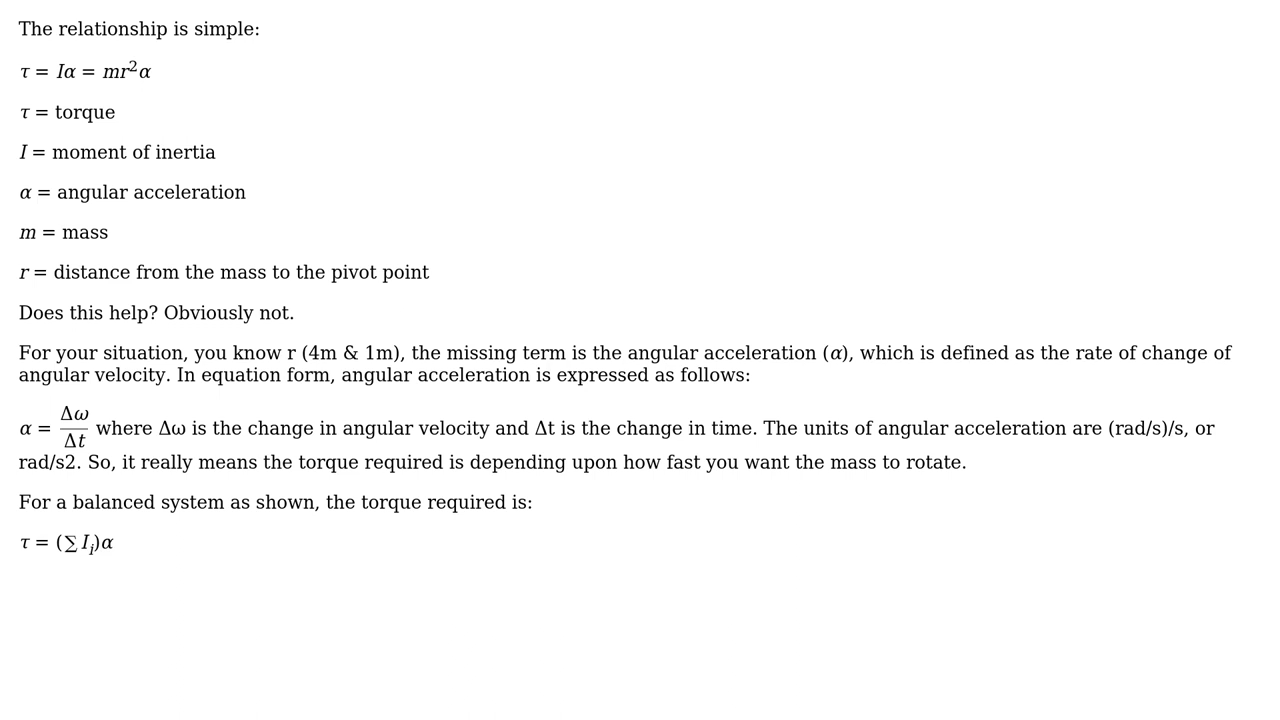 The relationship is simple:
τ = Iα = mr²α
τ = torque
I = moment of inertia
α = angular acceleration
m = mass
r = distance from the mass to the pivot point
Does this help? Obviously not.
For your situation, you know r (4m & 1m), the missing term is the angular acceleration (α), which is defined as the rate of change of
angular velocity. In equation form, angular acceleration is expressed as follows:
α = Δω/Δt where Δω is the change in angular velocity and Δt is the change in time. The units of angular acceleration are (rad/s)/s, or
rad/s2. So, it really means the torque required is depending upon how fast you want the mass to rotate.
For a balanced system as shown, the torque required is:
τ = (∑ Iᵢ)α